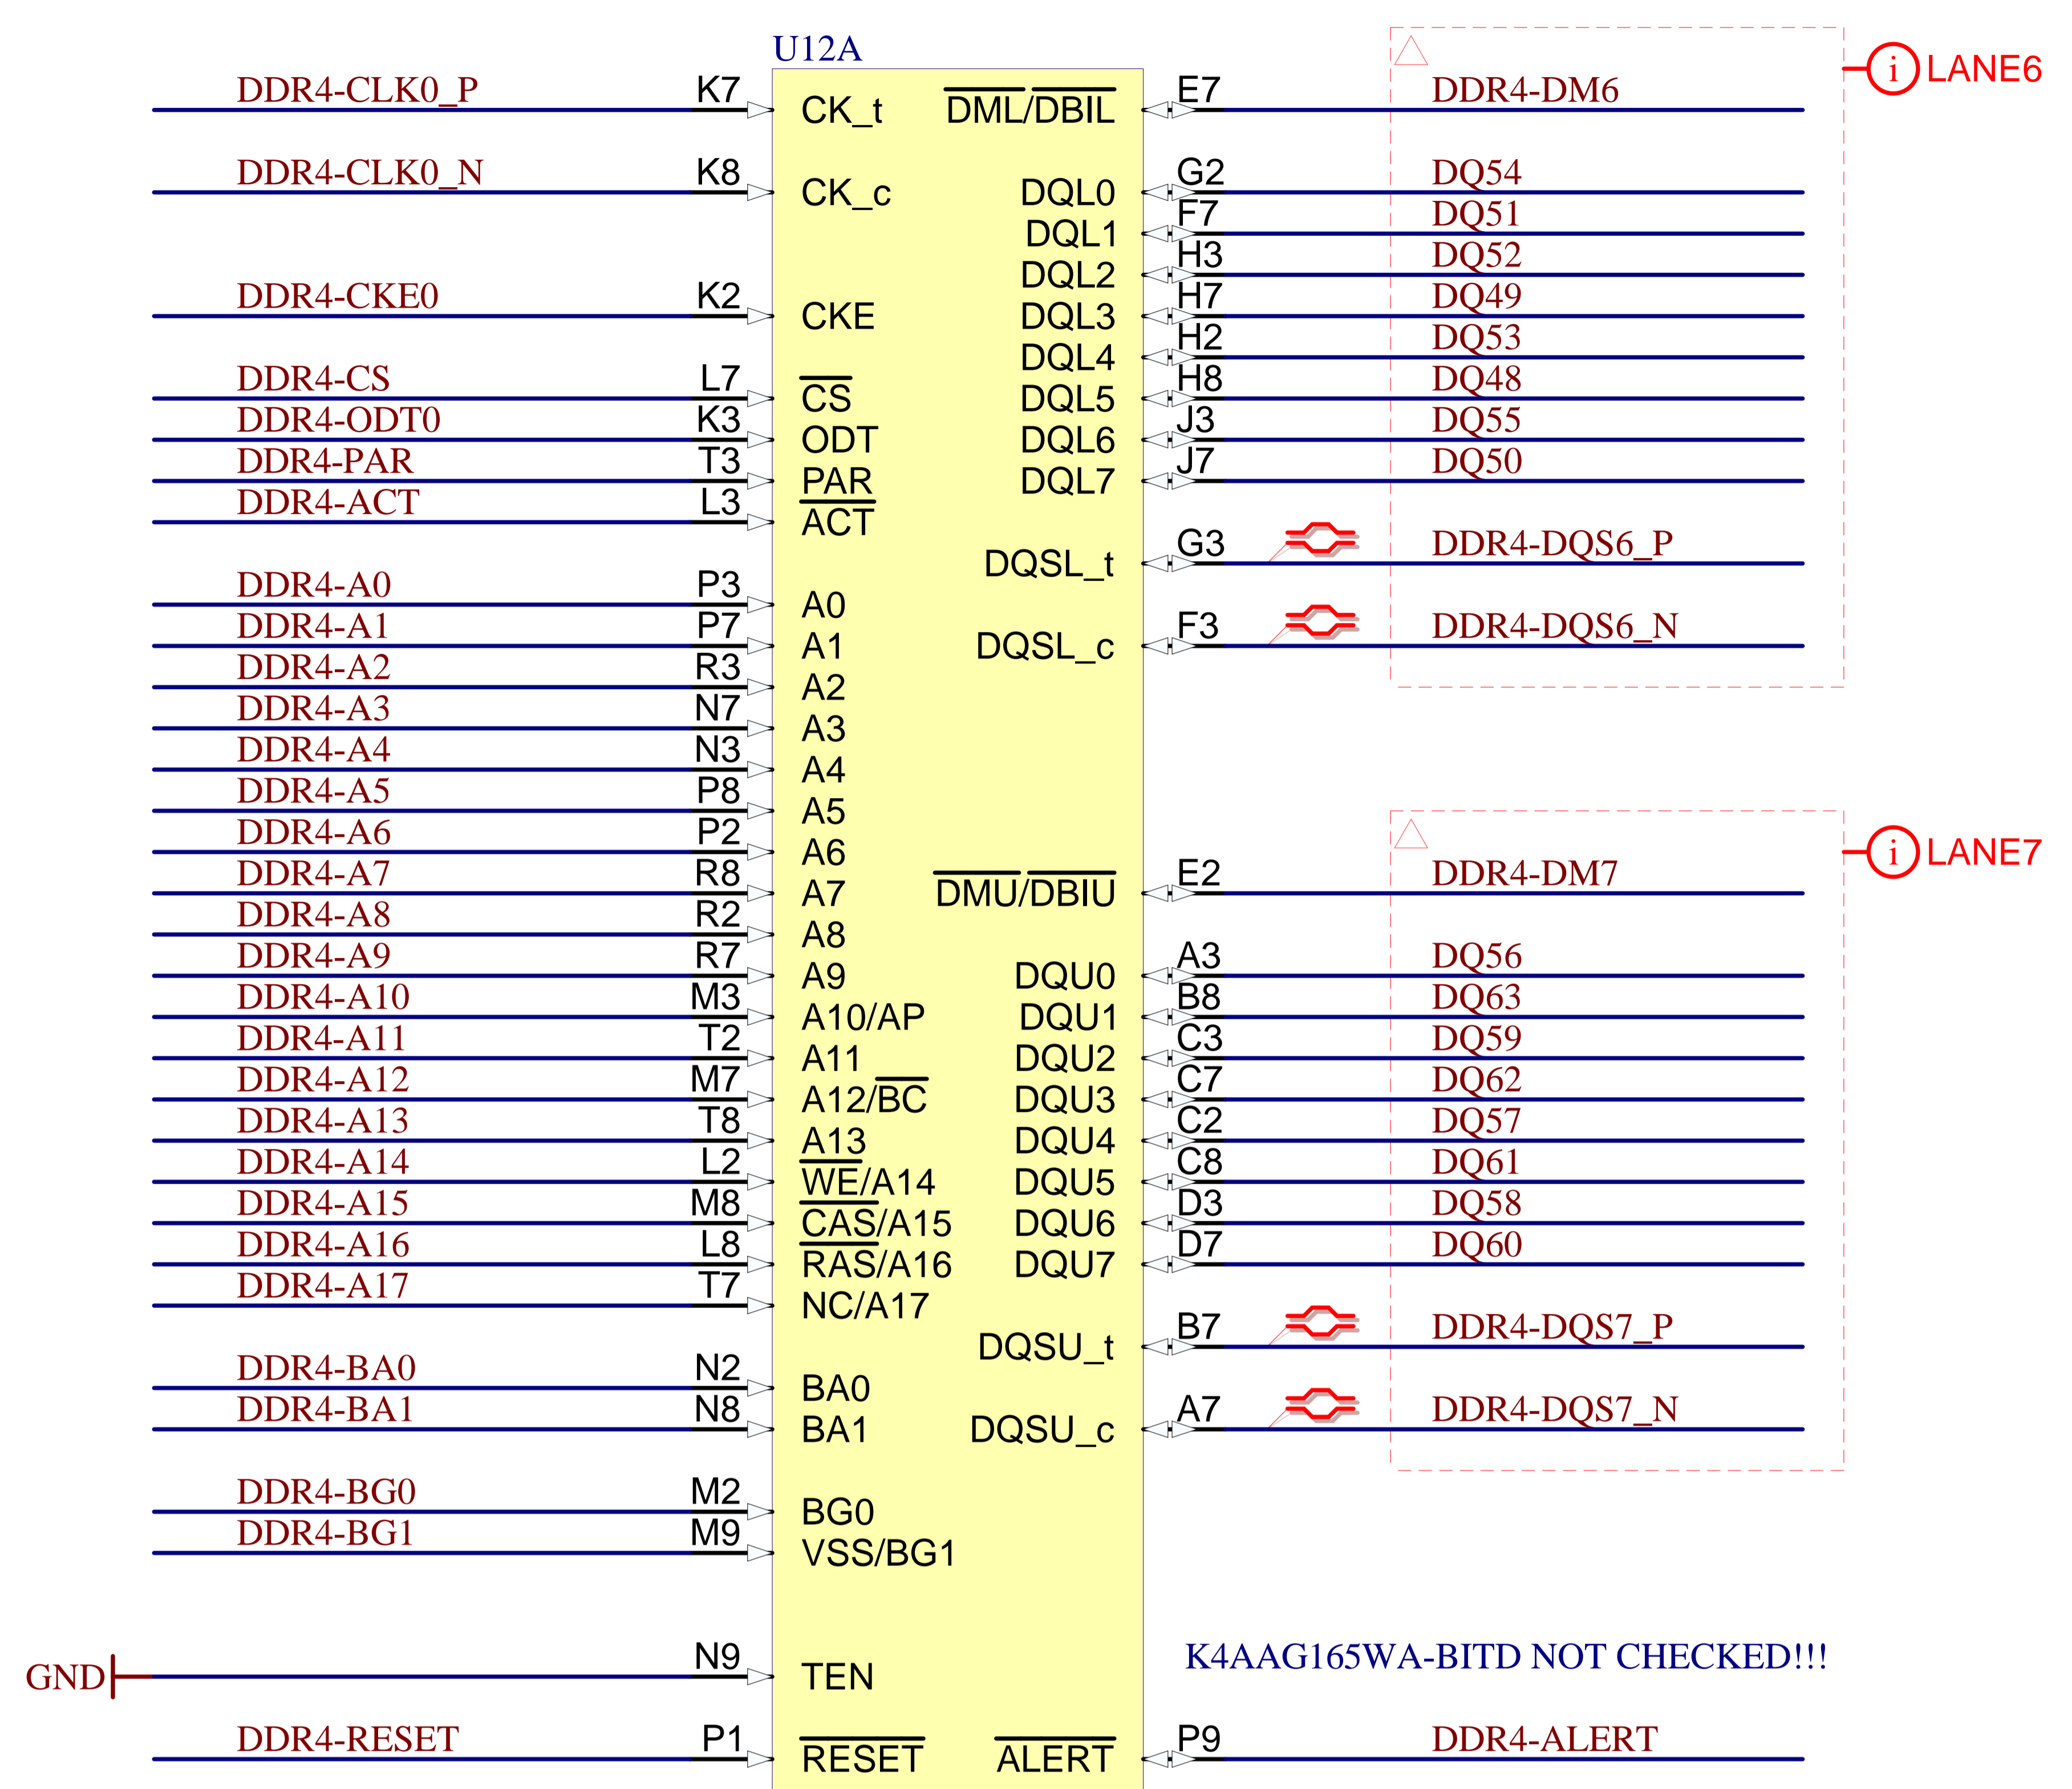 U12A
DDR4-CLK0_P K7 CK_t DML/DBIL E7 DDR4-DM6 LANE6
DDR4-CLK0_N K8 CK_c DQL0 G2 DQ54
DQL1 F7 DQ51
DQL2 H3 DQ52
DDR4-CKE0 K2 CKE DQL3 H7 DQ49
DQL4 H2 DQ53
DDR4-CS L7 CS DQL5 H8 DQ48
DDR4-ODT0 K3 ODT DQL6 J3 DQ55
DDR4-PAR T3 PAR DQL7 J7 DQ50
DDR4-ACT L3 ACT
DQSL_t G3 DDR4-DQS6_P
DDR4-A0 P3 A0
DDR4-A1 P7 A1 DQSL_c F3 DDR4-DQS6_N
DDR4-A2 R3 A2
DDR4-A3 N7 A3
DDR4-A4 N3 A4
DDR4-A5 P8 A5
DDR4-A6 P2 A6 LANE7
DDR4-A7 R8 A7 DMU/DBIU E2 DDR4-DM7
DDR4-A8 R2 A8
DDR4-A9 R7 A9 DQU0 A3 DQ56
DDR4-A10 M3 A10/AP DQU1 B8 DQ63
DDR4-A11 T2 A11 DQU2 C3 DQ59
DDR4-A12 M7 A12/BC DQU3 C7 DQ62
DDR4-A13 T8 A13 DQU4 C2 DQ57
DDR4-A14 L2 WE/A14 DQU5 C8 DQ61
DDR4-A15 M8 CAS/A15 DQU6 D3 DQ58
DDR4-A16 L8 RAS/A16 DQU7 D7 DQ60
DDR4-A17 T7 NC/A17
DQSU_t B7 DDR4-DQS7_P
DDR4-BA0 N2 BA0
DDR4-BA1 N8 BA1 DQSU_c A7 DDR4-DQS7_N
DDR4-BG0 M2 BG0
DDR4-BG1 M9 VSS/BG1
GND N9 TEN K4AAG165WA-BITD NOT CHECKED!!!
DDR4-RESET P1 RESET ALERT P9 DDR4-ALERT